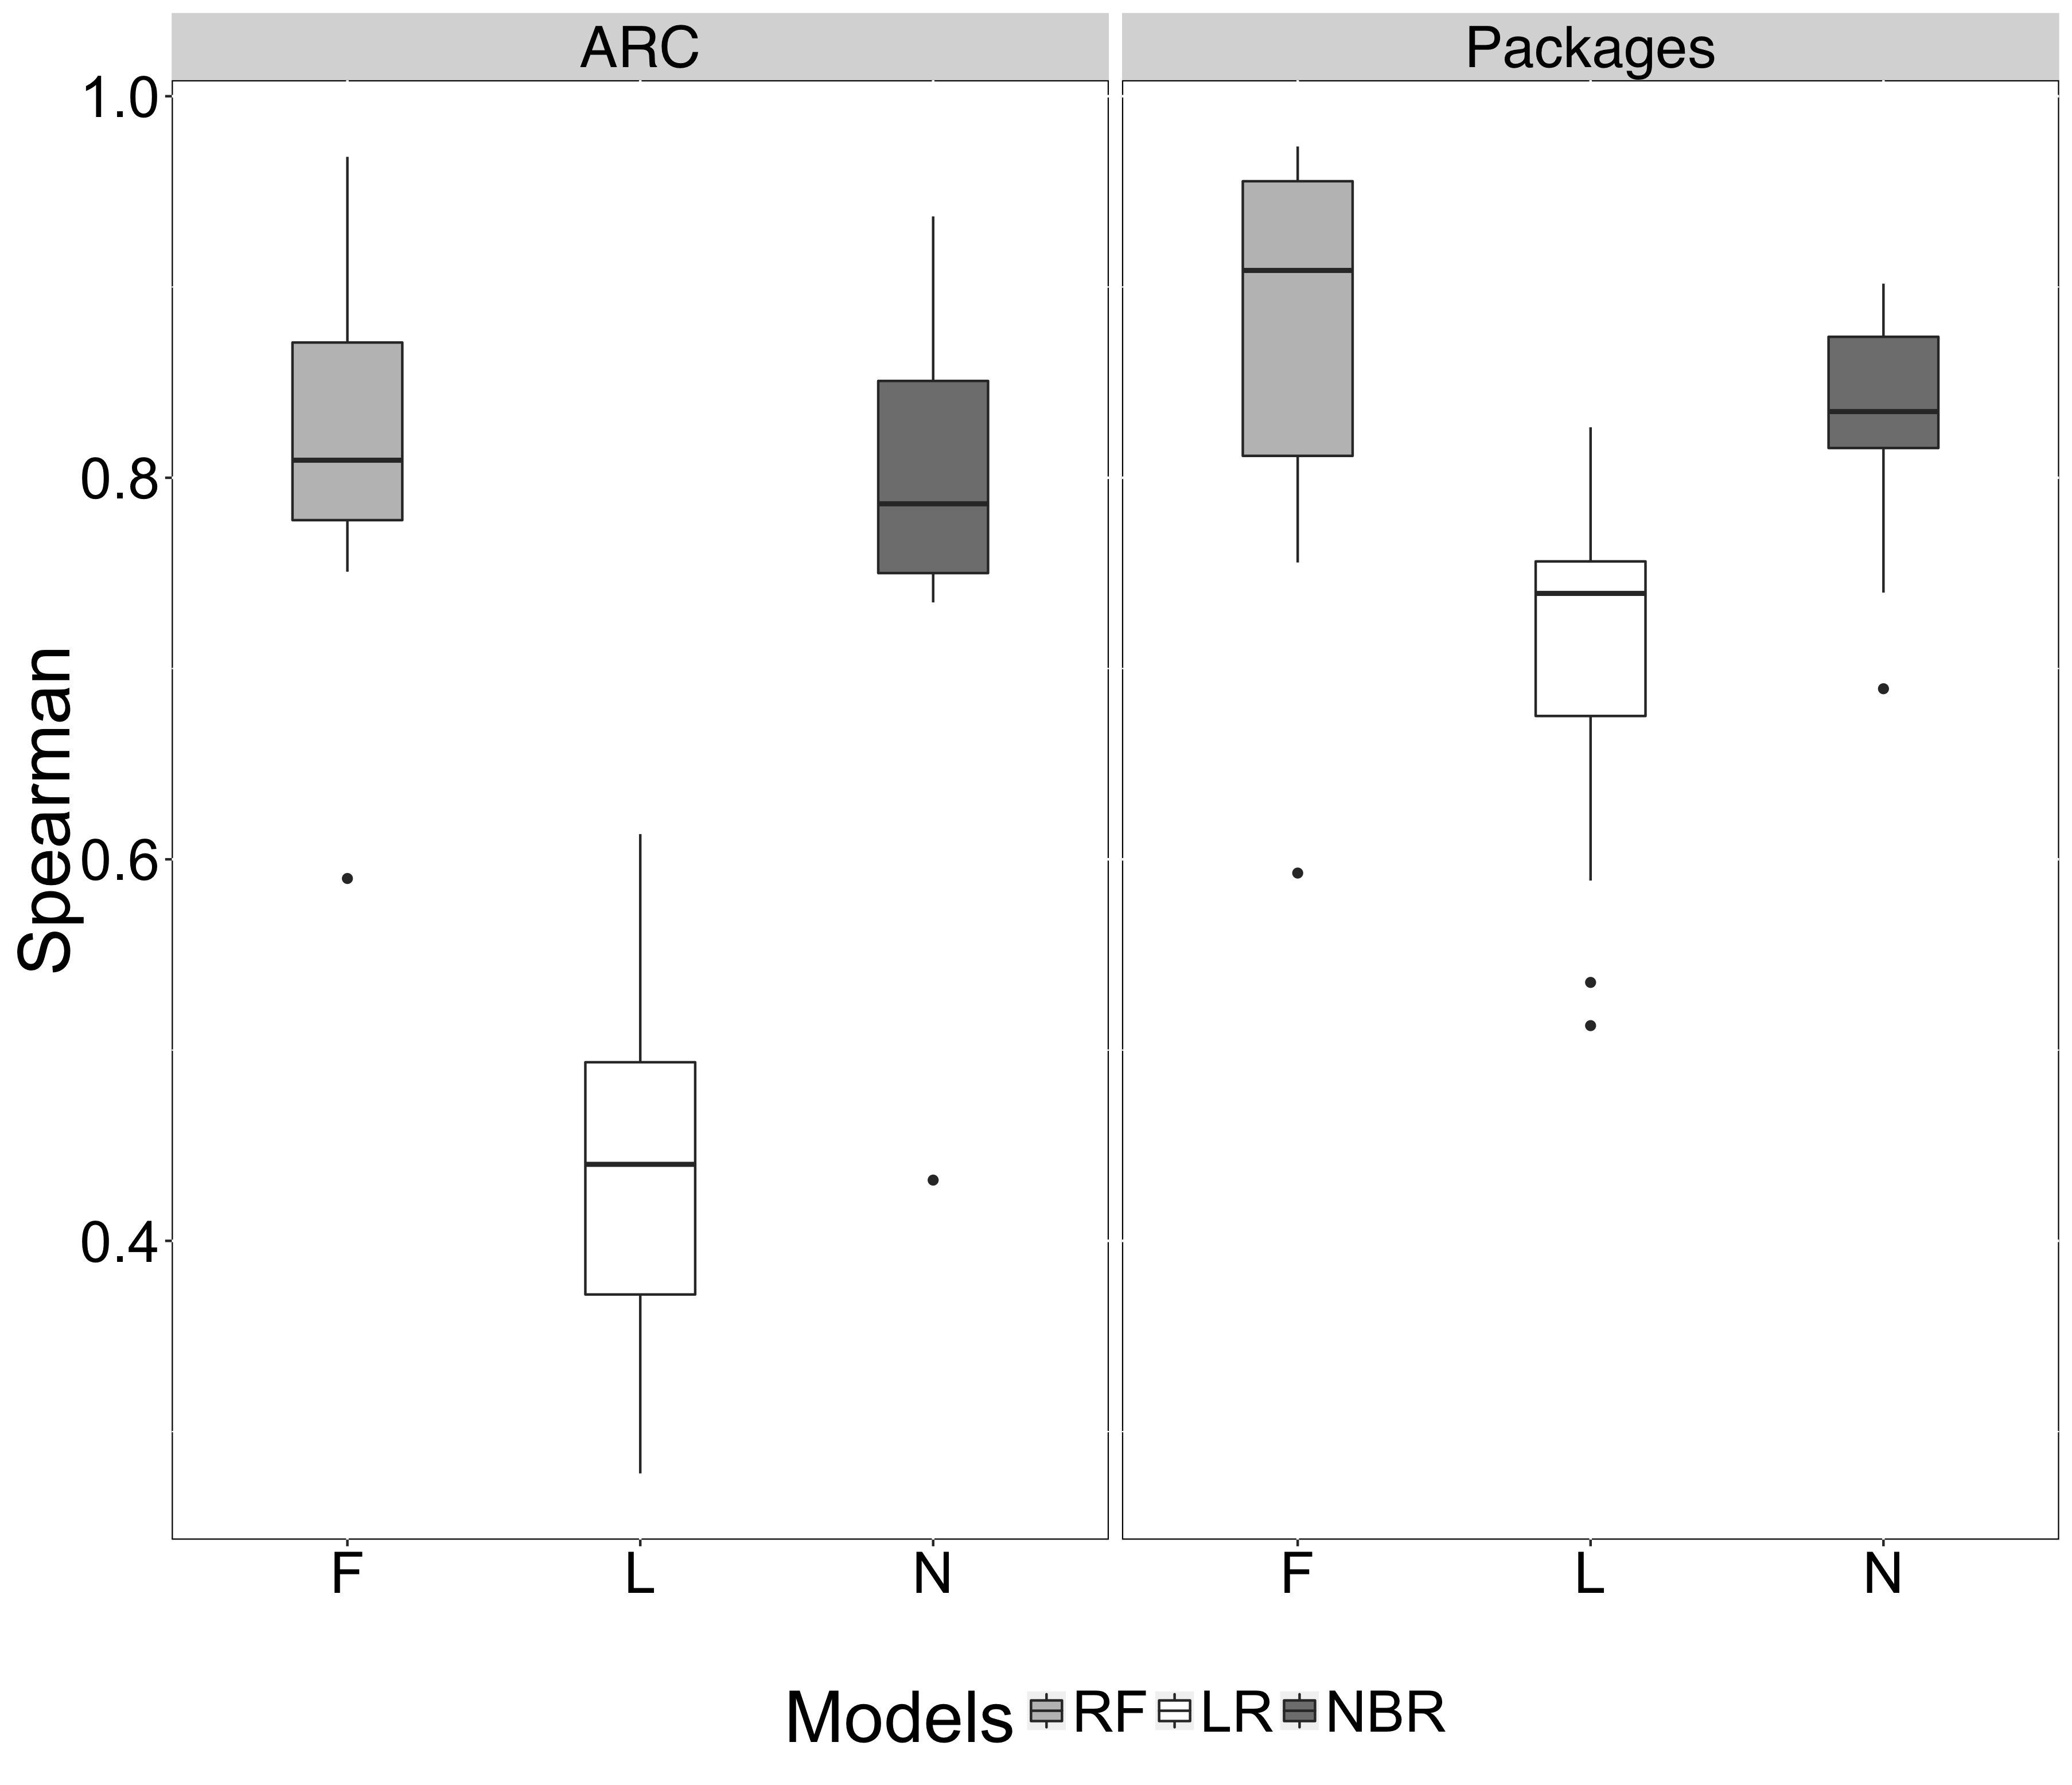 ARC Packages
1.0
0.8
0.6
0.4
Spearman
F L N F L N
Models RF LR NBR